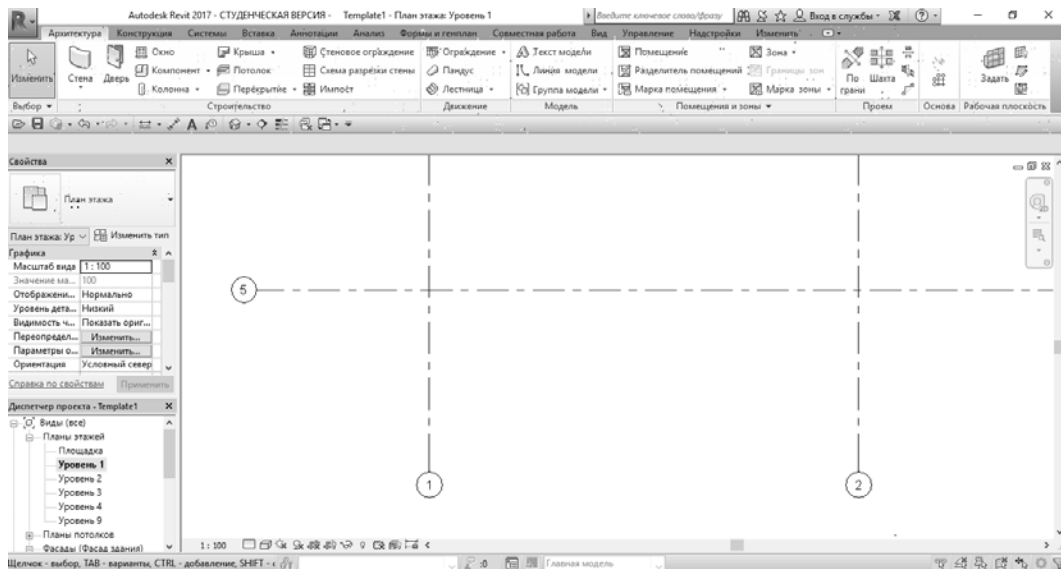 Autodesk Revit 2017 - СТУДЕНЧЕСКАЯ ВЕРСИЯ - Template1 - План этажа: Уровень 1
Введите ключевое слово/фразу
Вход в службы
Архитектура Конструкция Системы Вставка Аннотации Анализ Формы и генплан Совместная работа Вид Управление Надстройки Изменить
Изменить Стена Дверь
Окно Крыша Стеновое ограждение Ограждение Текст модели Помещение Зона
Компонент Потолок Схема разрезки стены Пандус Линия модели Разделитель помещений Границы зон
Колонна Перекрытие Импост Лестница Группа модели Марка помещения Марка зоны
По грани Шахта Задать
Выбор Строительство Движение Модель Помещения и зоны Проем Основа Рабочая плоскость
Свойства
План этажа
План этажа: Ур Изменить тип
Графика
Масштаб вида 1 : 100
Значение ма... 100
Отображени... Нормально
Уровень дета... Низкий
Видимость ч... Показать ориг...
Переопредел... Изменить...
Параметры о... Изменить...
Ориентация Условный север
Справка по свойствам Применить
Диспетчер проекта - Template1
Виды (все)
Планы этажей
Площадка
Уровень 1
Уровень 2
Уровень 3
Уровень 4
Уровень 9
Планы потолков
Фасады (Фасад здания)
5
1 2
2D
1 : 100
Щелчок - выбор, TAB - варианты, CTRL - добавление, SHIFT - :0 Главная модель